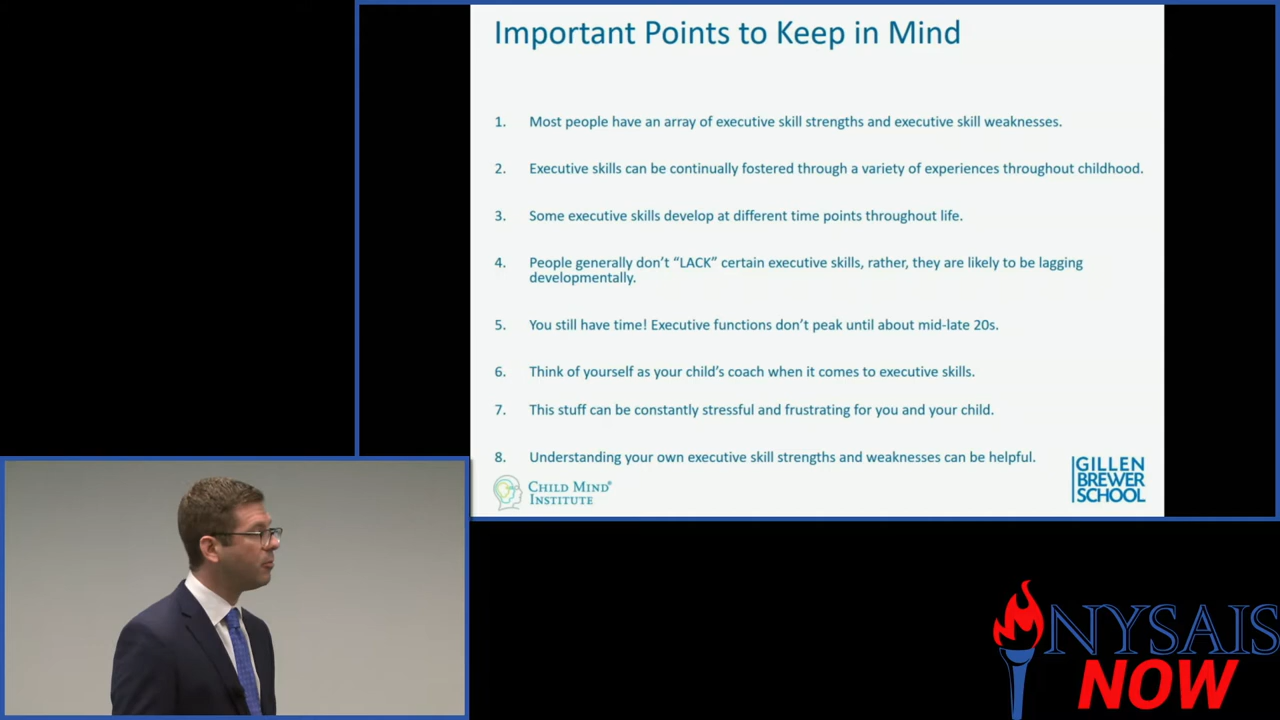 Important Points to Keep in Mind
1. Most people have an array of executive skill strengths and executive skill weaknesses.
2. Executive skills can be continually fostered through a variety of experiences throughout childhood.
3. Some executive skills develop at different time points throughout life.
4. People generally don’t “LACK” certain executive skills, rather, they are likely to be lagging
developmentally.
5. You still have time! Executive functions don’t peak until about mid-late 20s.
6. Think of yourself as your child’s coach when it comes to executive skills.
7. This stuff can be constantly stressful and frustrating for you and your child.
8. Understanding your own executive skill strengths and weaknesses can be helpful.
CHILD MIND®
INSTITUTE
GILLEN
BREWER
SCHOOL
NYSAIS
NOW